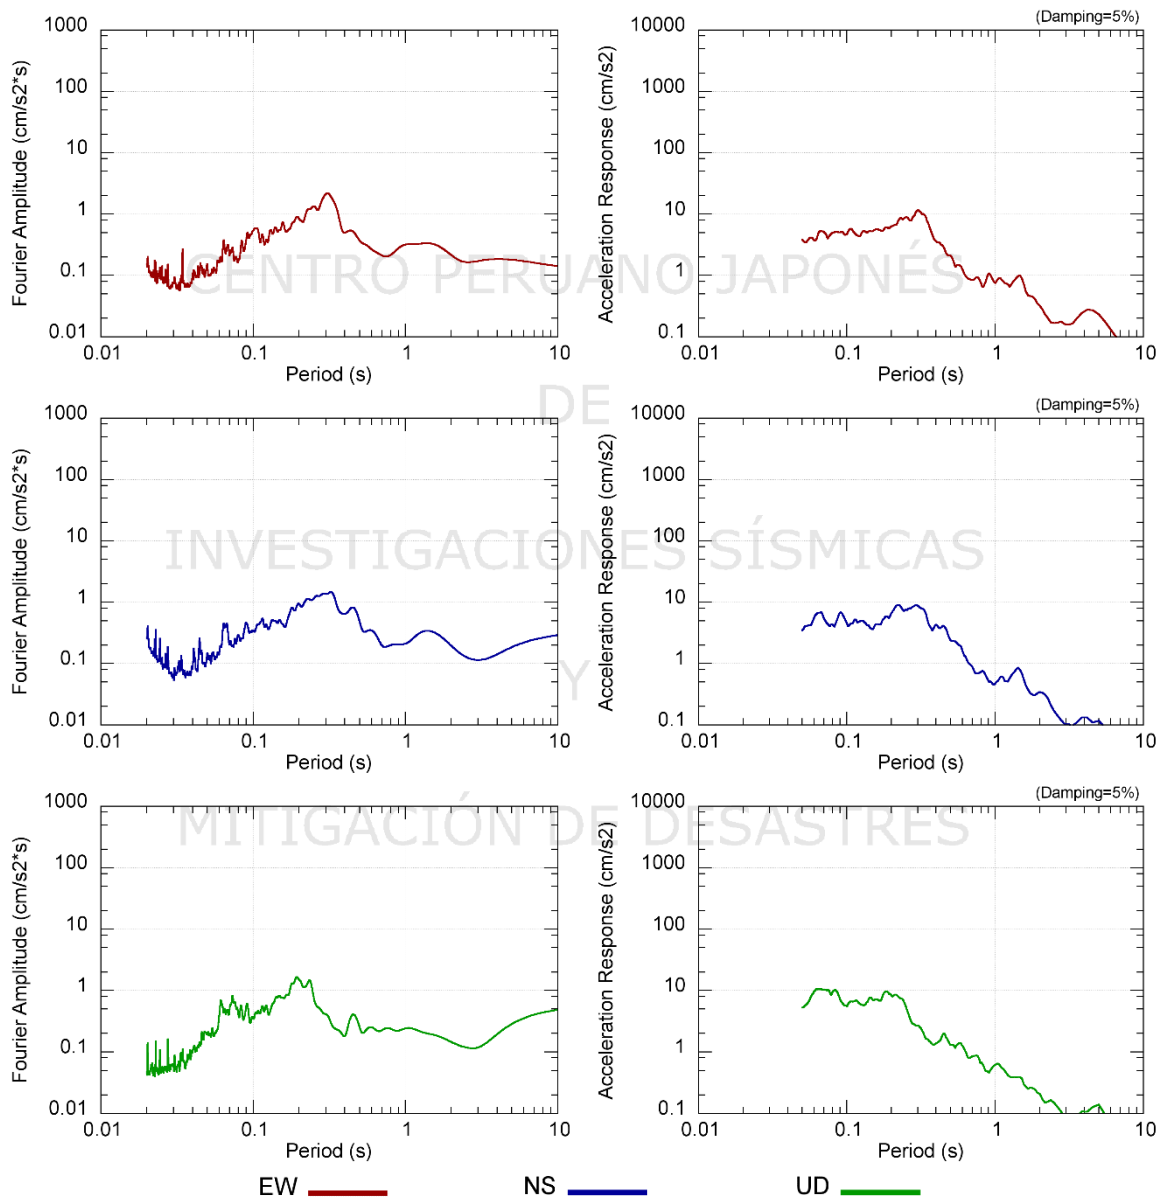 (Damping=5%)
Fourier Amplitude (cm/s2*s)
1000
100
10
1
0.1
0.01
0.01
0.1
1
10
Period (s)
Acceleration Response (cm/s2)
10000
1000
100
10
1
0.1
0.01
0.1
1
10
Period (s)
CENTRO PERUANO JAPONÉS
DE
(Damping=5%)
Fourier Amplitude (cm/s2*s)
1000
100
10
1
0.1
0.01
0.01
0.1
1
10
Period (s)
Acceleration Response (cm/s2)
10000
1000
100
10
1
0.1
0.01
0.1
1
10
Period (s)
INVESTIGACIONES SÍSMICAS
Y
(Damping=5%)
Fourier Amplitude (cm/s2*s)
1000
100
10
1
0.1
0.01
0.01
0.1
1
10
Period (s)
Acceleration Response (cm/s2)
10000
1000
100
10
1
0.1
0.01
0.1
1
10
Period (s)
MITIGACIÓN DE DESASTRES
EW NS UD